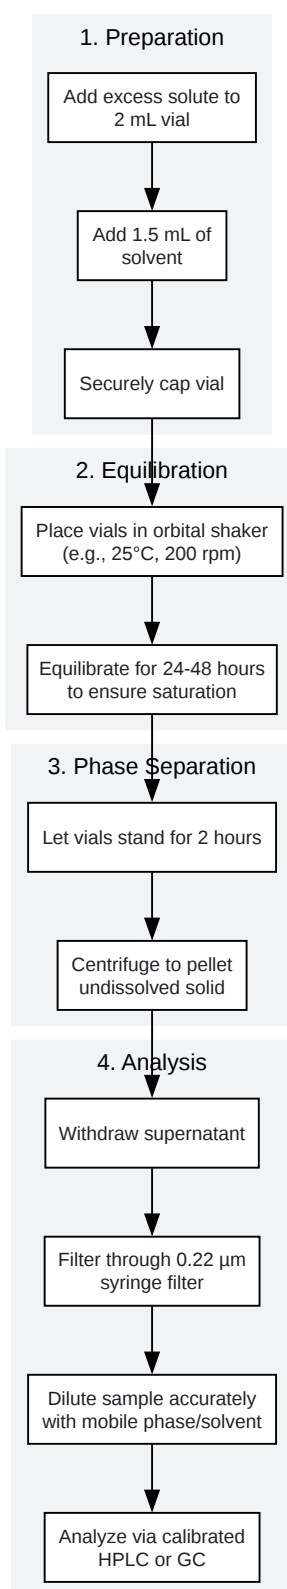 1. Preparation
Add excess solute to
2 mL vial
Add 1.5 mL of
solvent
Securely cap vial
2. Equilibration
Place vials in orbital shaker
(e.g., 25°C, 200 rpm)
Equilibrate for 24-48 hours
to ensure saturation
3. Phase Separation
Let vials stand for 2 hours
Centrifuge to pellet
undissolved solid
4. Analysis
Withdraw supernatant
Filter through 0.22 µm
syringe filter
Dilute sample accurately
with mobile phase/solvent
Analyze via calibrated
HPLC or GC